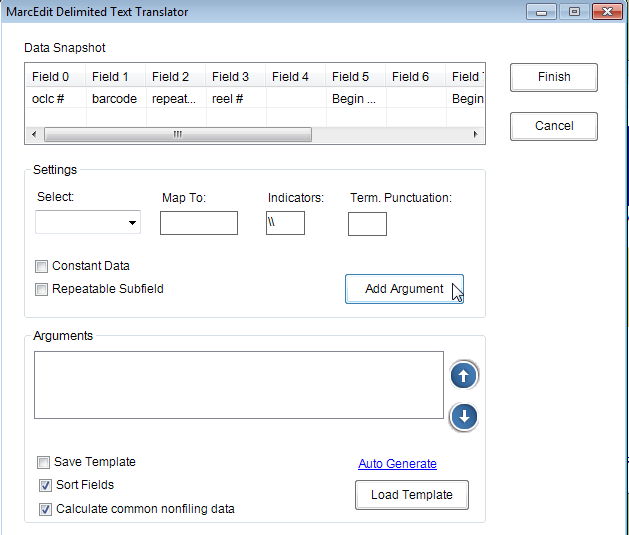 MarcEdit Delimited Text Translator
Data Snapshot
Field 0 Field 1 Field 2 Field 3 Field 4 Field 5 Field 6 Field
oclc # barcode repeat... reel # Begin ... Begin
Finish
Cancel
Settings
Select: Map To: Indicators: Term. Punctuation:
\\
Constant Data
Repeatable Subfield
Add Argument
Arguments
Save Template
Auto Generate
Sort Fields
Load Template
Calculate common nonfiling data